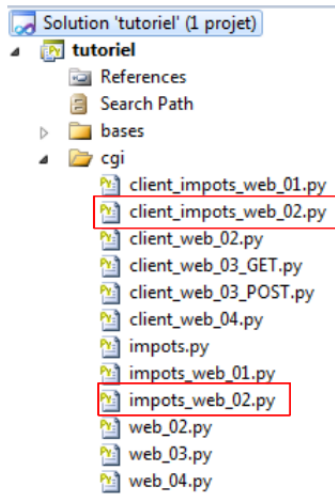 Solution 'tutoriel' (1 projet)
tutoriel
References
Search Path
bases
cgi
client_impots_web_01.py
client_impots_web_02.py
client_web_02.py
client_web_03_GET.py
client_web_03_POST.py
client_web_04.py
impots.py
impots_web_01.py
impots_web_02.py
web_02.py
web_03.py
web_04.py